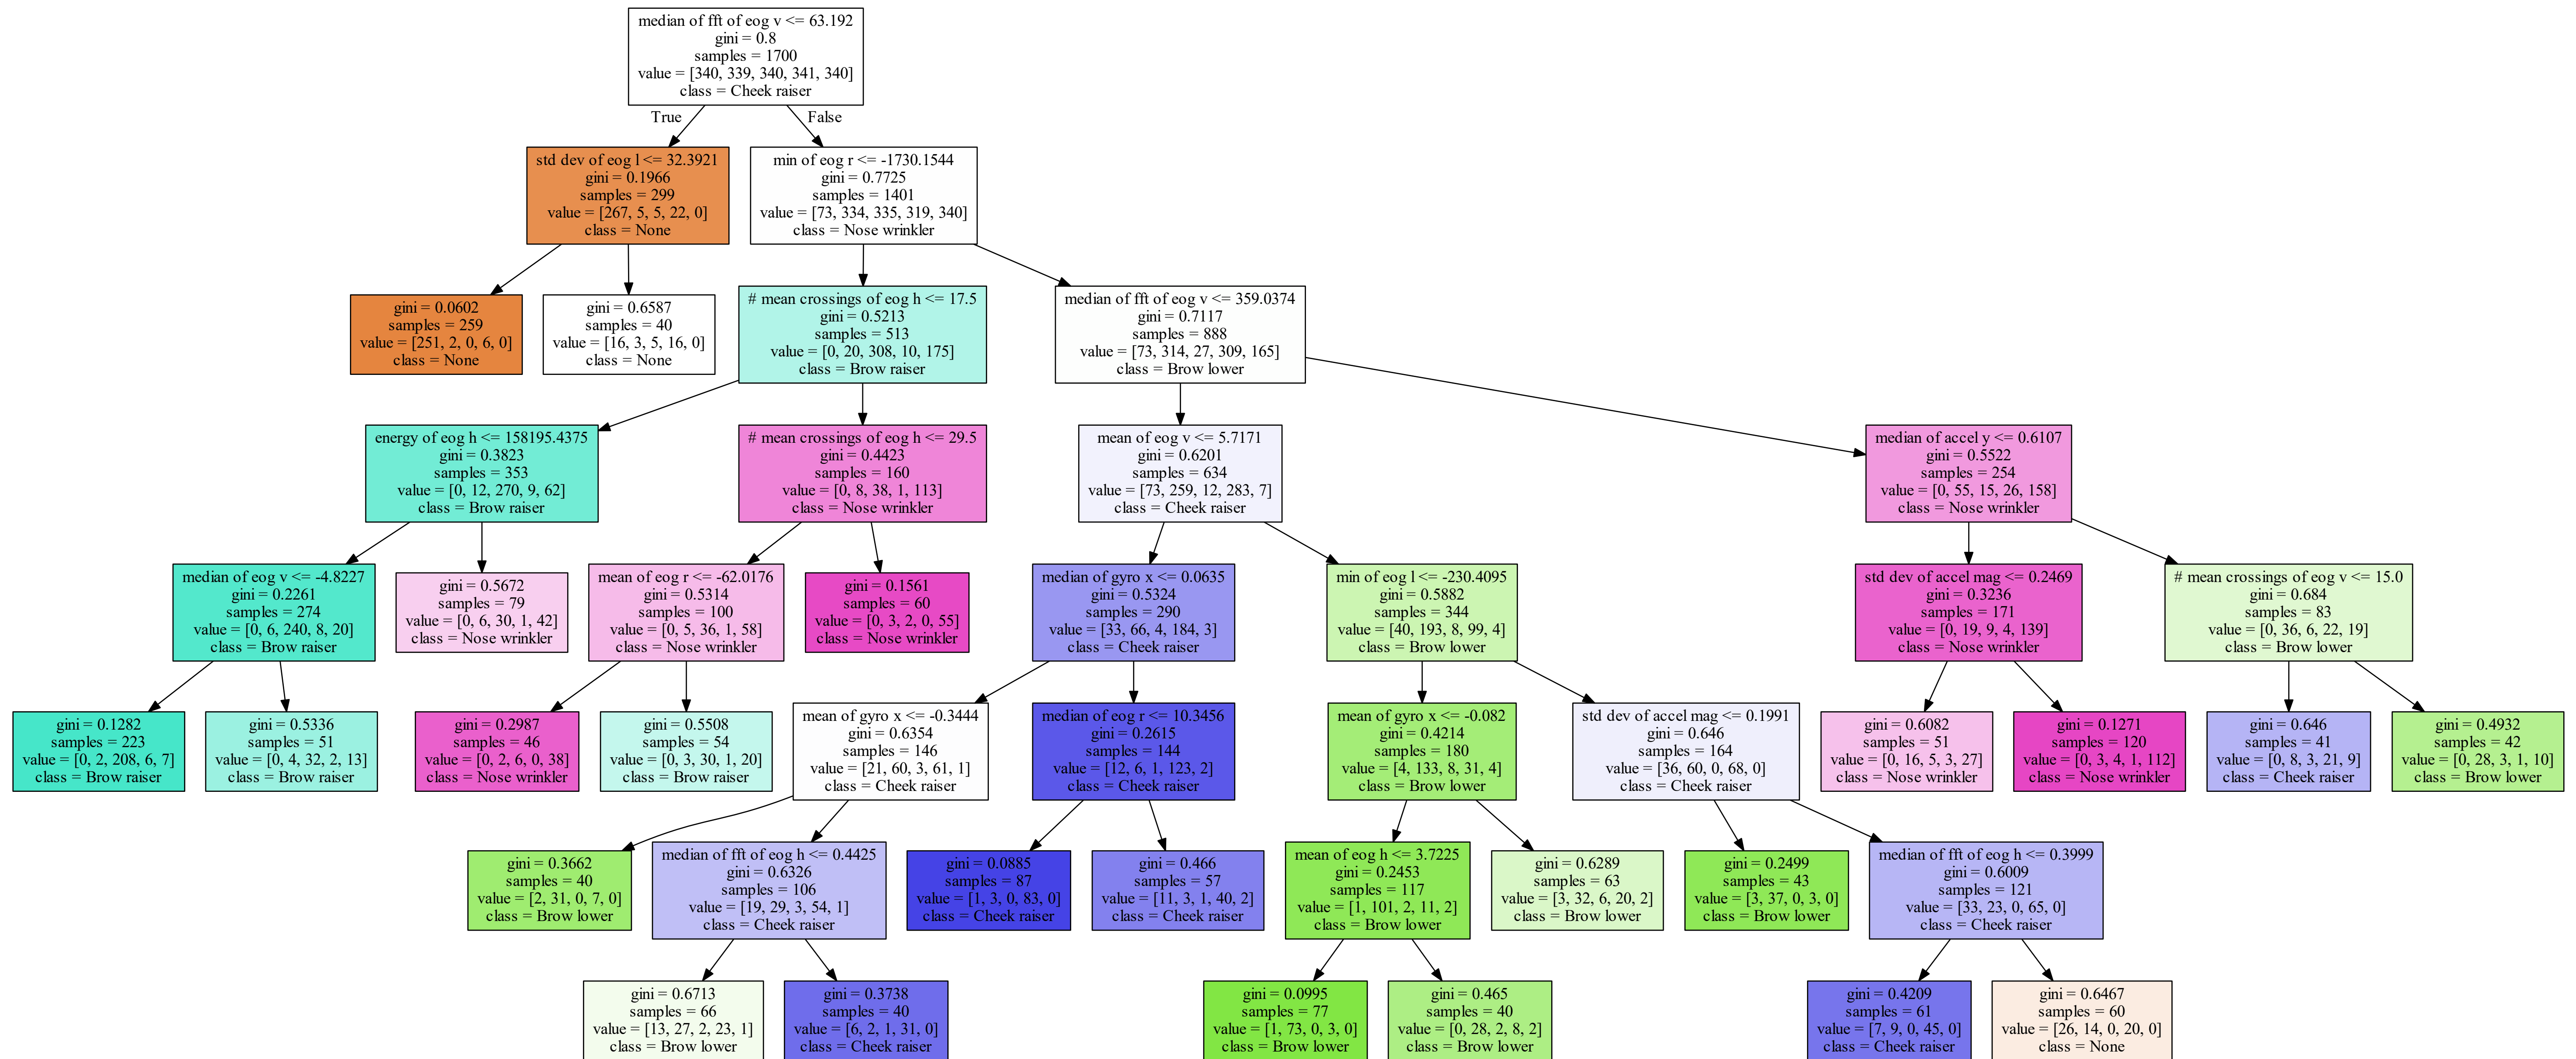 median of fft of eog v <= 63.192
gini = 0.8
samples = 1700
value = [340, 339, 340, 341, 340]
class = Cheek raiser
True
False
std dev of eog l <= 32.3921
gini = 0.1966
samples = 299
value = [267, 5, 5, 22, 0]
class = None
min of eog r <= -1730.1544
gini = 0.7725
samples = 1401
value = [73, 334, 335, 319, 340]
class = Nose wrinkler
gini = 0.0602
samples = 259
value = [251, 2, 0, 6, 0]
class = None
gini = 0.6587
samples = 40
value = [16, 3, 5, 16, 0]
class = None
# mean crossings of eog h <= 17.5
gini = 0.5213
samples = 513
value = [0, 20, 308, 10, 175]
class = Brow raiser
median of fft of eog v <= 359.0374
gini = 0.7117
samples = 888
value = [73, 314, 27, 309, 165]
class = Brow lower
energy of eog h <= 158195.4375
gini = 0.3823
samples = 353
value = [0, 12, 270, 9, 62]
class = Brow raiser
# mean crossings of eog h <= 29.5
gini = 0.4423
samples = 160
value = [0, 8, 38, 1, 113]
class = Nose wrinkler
mean of eog v <= 5.7171
gini = 0.6201
samples = 634
value = [73, 259, 12, 283, 7]
class = Cheek raiser
median of accel y <= 0.6107
gini = 0.5522
samples = 254
value = [0, 55, 15, 26, 158]
class = Nose wrinkler
median of eog v <= -4.8227
gini = 0.2261
samples = 274
value = [0, 6, 240, 8, 20]
class = Brow raiser
gini = 0.5672
samples = 79
value = [0, 6, 30, 1, 42]
class = Nose wrinkler
mean of eog r <= -62.0176
gini = 0.5314
samples = 100
value = [0, 5, 36, 1, 58]
class = Nose wrinkler
gini = 0.1561
samples = 60
value = [0, 3, 2, 0, 55]
class = Nose wrinkler
median of gyro x <= 0.0635
gini = 0.5324
samples = 290
value = [33, 66, 4, 184, 3]
class = Cheek raiser
min of eog l <= -230.4095
gini = 0.5882
samples = 344
value = [40, 193, 8, 99, 4]
class = Brow lower
std dev of accel mag <= 0.2469
gini = 0.3236
samples = 171
value = [0, 19, 9, 4, 139]
class = Nose wrinkler
# mean crossings of eog v <= 15.0
gini = 0.684
samples = 83
value = [0, 36, 6, 22, 19]
class = Brow lower
gini = 0.1282
samples = 223
value = [0, 2, 208, 6, 7]
class = Brow raiser
gini = 0.5336
samples = 51
value = [0, 4, 32, 2, 13]
class = Brow raiser
gini = 0.2987
samples = 46
value = [0, 2, 6, 0, 38]
class = Nose wrinkler
gini = 0.5508
samples = 54
value = [0, 3, 30, 1, 20]
class = Brow raiser
mean of gyro x <= -0.3444
gini = 0.6354
samples = 146
value = [21, 60, 3, 61, 1]
class = Cheek raiser
median of eog r <= 10.3456
gini = 0.2615
samples = 144
value = [12, 6, 1, 123, 2]
class = Cheek raiser
mean of gyro x <= -0.082
gini = 0.4214
samples = 180
value = [4, 133, 8, 31, 4]
class = Brow lower
std dev of accel mag <= 0.1991
gini = 0.646
samples = 164
value = [36, 60, 0, 68, 0]
class = Cheek raiser
gini = 0.6082
samples = 51
value = [0, 16, 5, 3, 27]
class = Nose wrinkler
gini = 0.1271
samples = 120
value = [0, 3, 4, 1, 112]
class = Nose wrinkler
gini = 0.646
samples = 41
value = [0, 8, 3, 21, 9]
class = Cheek raiser
gini = 0.4932
samples = 42
value = [0, 28, 3, 1, 10]
class = Brow lower
gini = 0.3662
samples = 40
value = [2, 31, 0, 7, 0]
class = Brow lower
median of fft of eog h <= 0.4425
gini = 0.6326
samples = 106
value = [19, 29, 3, 54, 1]
class = Cheek raiser
gini = 0.0885
samples = 87
value = [1, 3, 0, 83, 0]
class = Cheek raiser
gini = 0.466
samples = 57
value = [11, 3, 1, 40, 2]
class = Cheek raiser
mean of eog h <= 3.7225
gini = 0.2453
samples = 117
value = [1, 101, 2, 11, 2]
class = Brow lower
gini = 0.6289
samples = 63
value = [3, 32, 6, 20, 2]
class = Brow lower
gini = 0.2499
samples = 43
value = [3, 37, 0, 3, 0]
class = Brow lower
median of fft of eog h <= 0.3999
gini = 0.6009
samples = 121
value = [33, 23, 0, 65, 0]
class = Cheek raiser
gini = 0.6713
samples = 66
value = [13, 27, 2, 23, 1]
class = Brow lower
gini = 0.3738
samples = 40
value = [6, 2, 1, 31, 0]
class = Cheek raiser
gini = 0.0995
samples = 77
value = [1, 73, 0, 3, 0]
class = Brow lower
gini = 0.465
samples = 40
value = [0, 28, 2, 8, 2]
class = Brow lower
gini = 0.4209
samples = 61
value = [7, 9, 0, 45, 0]
class = Cheek raiser
gini = 0.6467
samples = 60
value = [26, 14, 0, 20, 0]
class = None